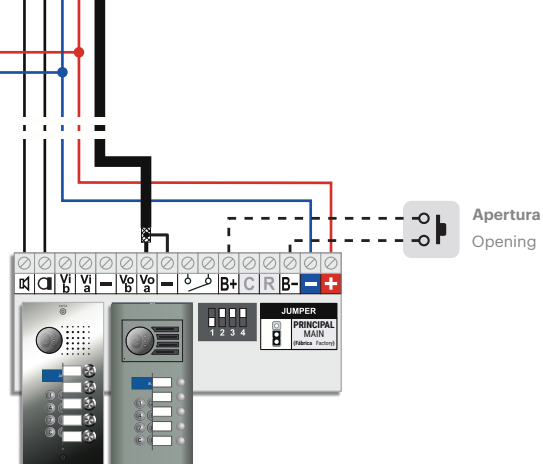 Apertura
Opening
Vi b
Vi a
Vo b
Vo a
B+ C R B-
1 2 3 4
JUMPER
PRINCIPAL
MAIN
(Fábrica Factory)